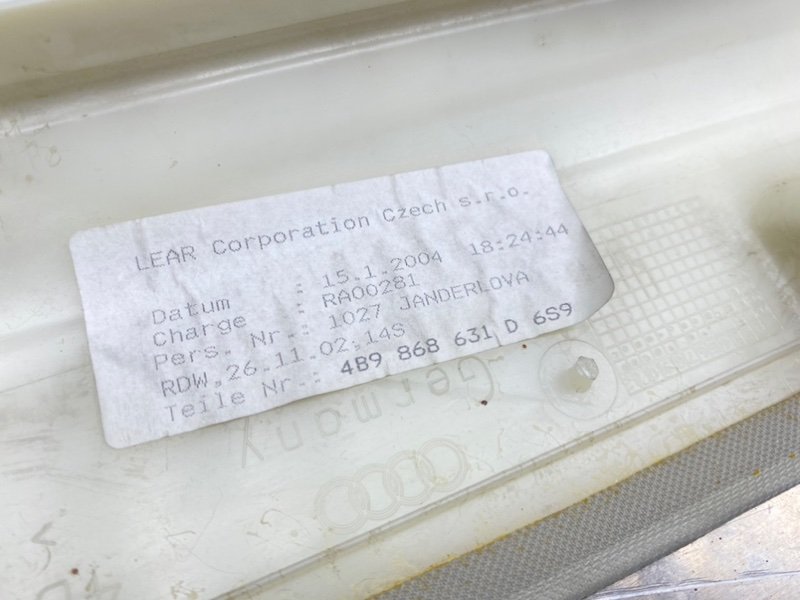 LEAR Corporation Czech s.r.o.
Datum : 15.1.2004 18:24:44
Charge : RA00281
Pers. Nr.: 1027 JANDERLOVA
RDW.26.11.02.14S
Teile Nr.: 4B9 868 631 D 6S9
Germany